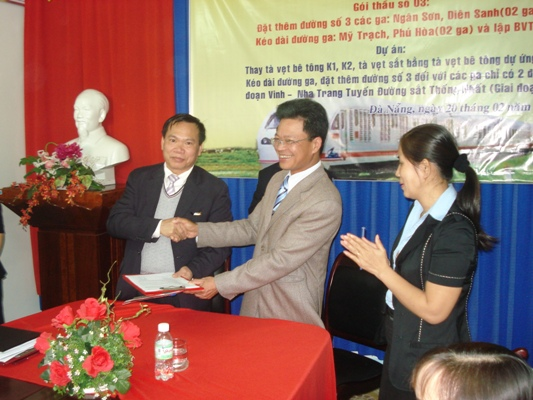 Gói thầu số 03:
Đặt thêm đường số 3 các ga: Ngân Sơn, Diên Sanh(02 ga)
Kéo dài đường ga: Mỹ Trạch, Phú Hòa(02 ga) và lập BVT
Dự án:
Thay tà vẹt bê tông K1, K2, tà vẹt sắt bằng tà vẹt bê tông dự ứng
Kéo dài đường ga, đặt thêm đường số 3 đối với các ga chỉ có 2 đ
đoạn Vinh - Nha Trang Tuyến Đường sắt Thống Nhất (Giai đoạ
Đà Nẵng, ngày 20 tháng 02 năm